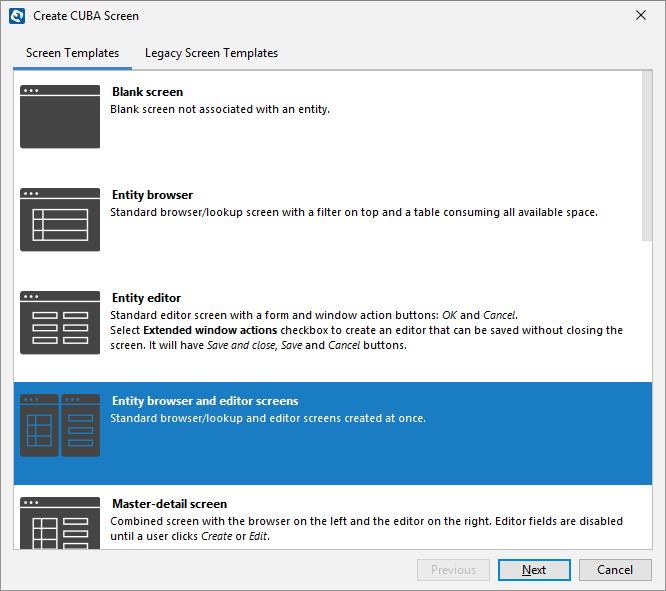 Create CUBA Screen
Screen Templates Legacy Screen Templates
Blank screen
Blank screen not associated with an entity.
Entity browser
Standard browser/lookup screen with a filter on top and a table consuming all available space.
Entity editor
Standard editor screen with a form and window action buttons: OK and Cancel.
Select Extended window actions checkbox to create an editor that can be saved without closing the
screen. It will have Save and close, Save and Cancel buttons.
Entity browser and editor screens
Standard browser/lookup and editor screens created at once.
Master-detail screen
Combined screen with the browser on the left and the editor on the right. Editor fields are disabled
until a user clicks Create or Edit.
Previous Next Cancel